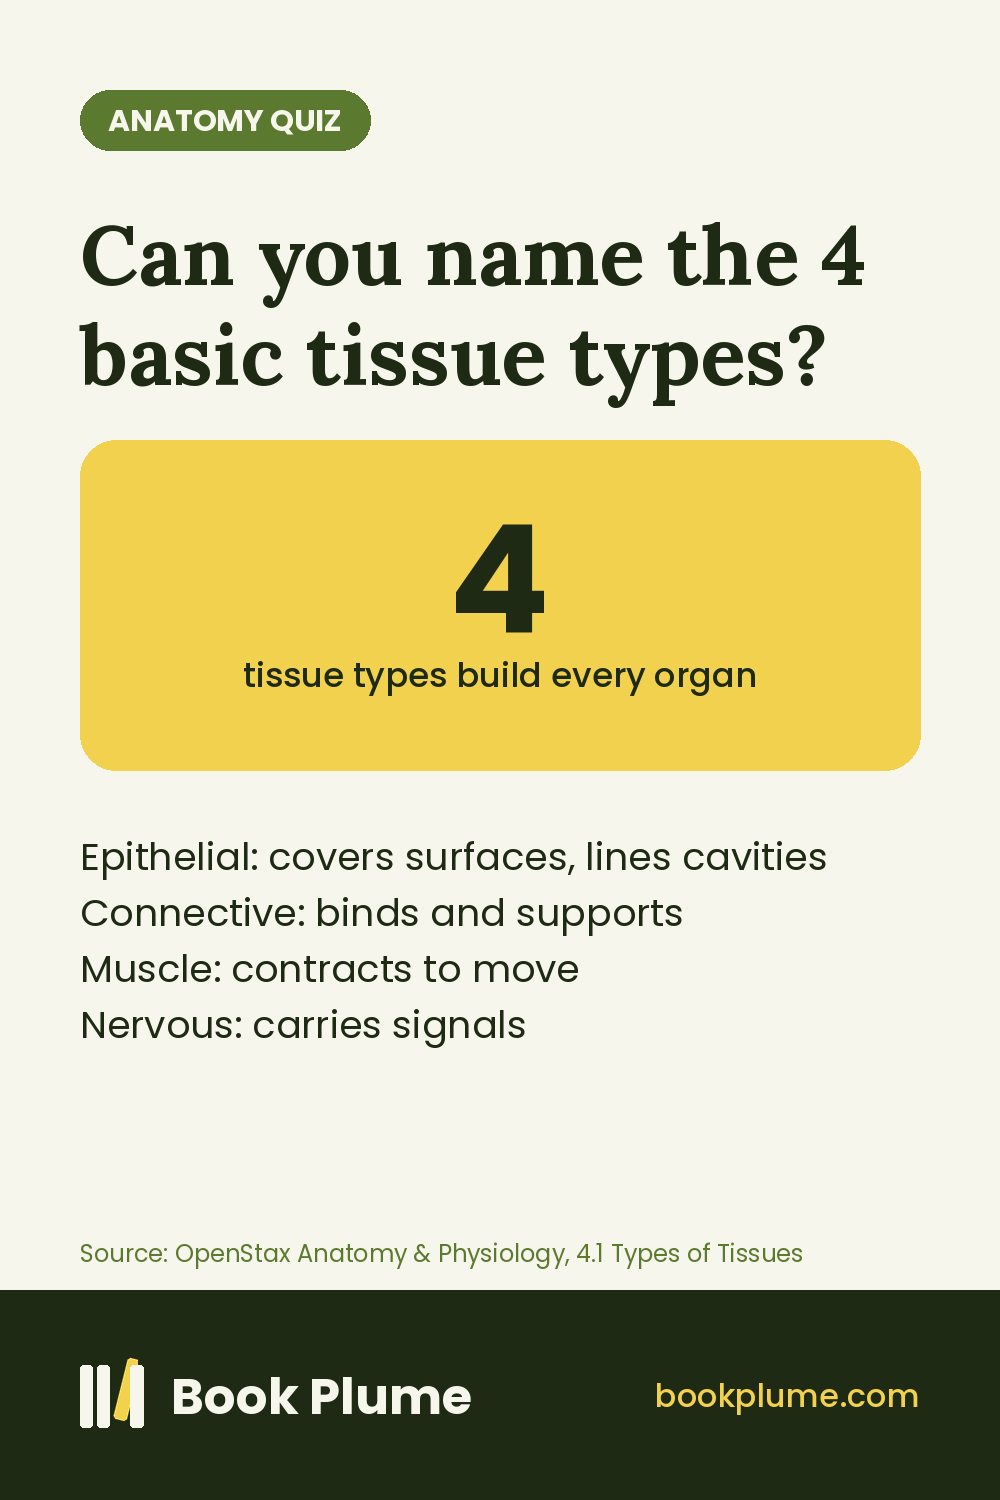 ANATOMY QUIZ
Can you name the 4
basic tissue types?
4
tissue types build every organ
Epithelial: covers surfaces, lines cavities
Connective: binds and supports
Muscle: contracts to move
Nervous: carries signals
Source: OpenStax Anatomy & Physiology, 4.1 Types of Tissues
Book Plume
bookplume.com